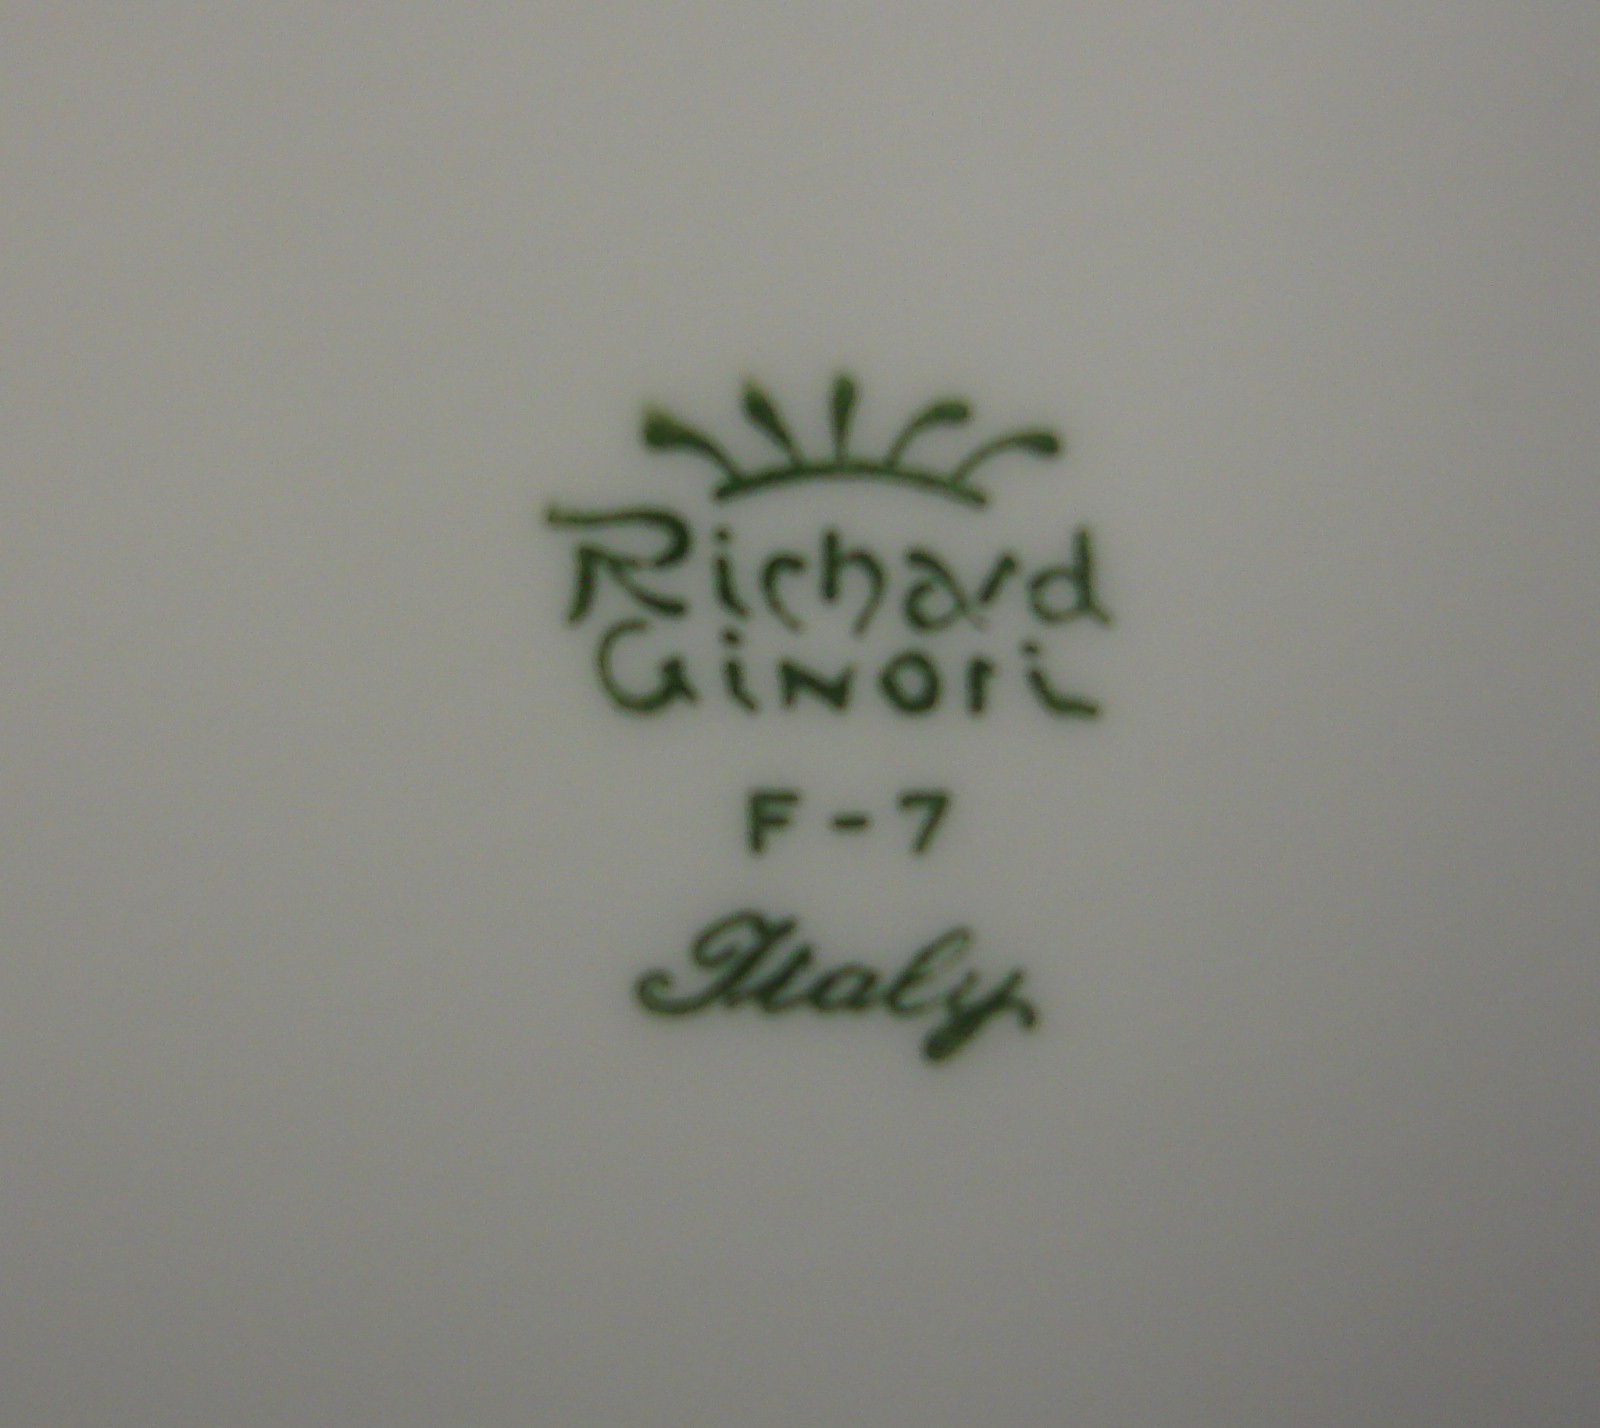 Richard
Ginori
F - 7
Italy